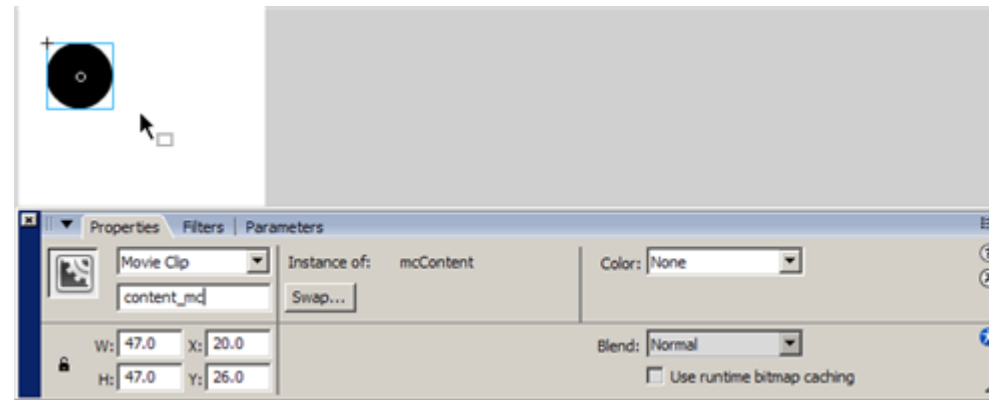 Properties Filters Parameters
Movie Clip Instance of: mcContent Color: None
content_mc Swap...
W: 47.0 X: 20.0 Blend: Normal
H: 47.0 Y: 26.0 Use runtime bitmap caching